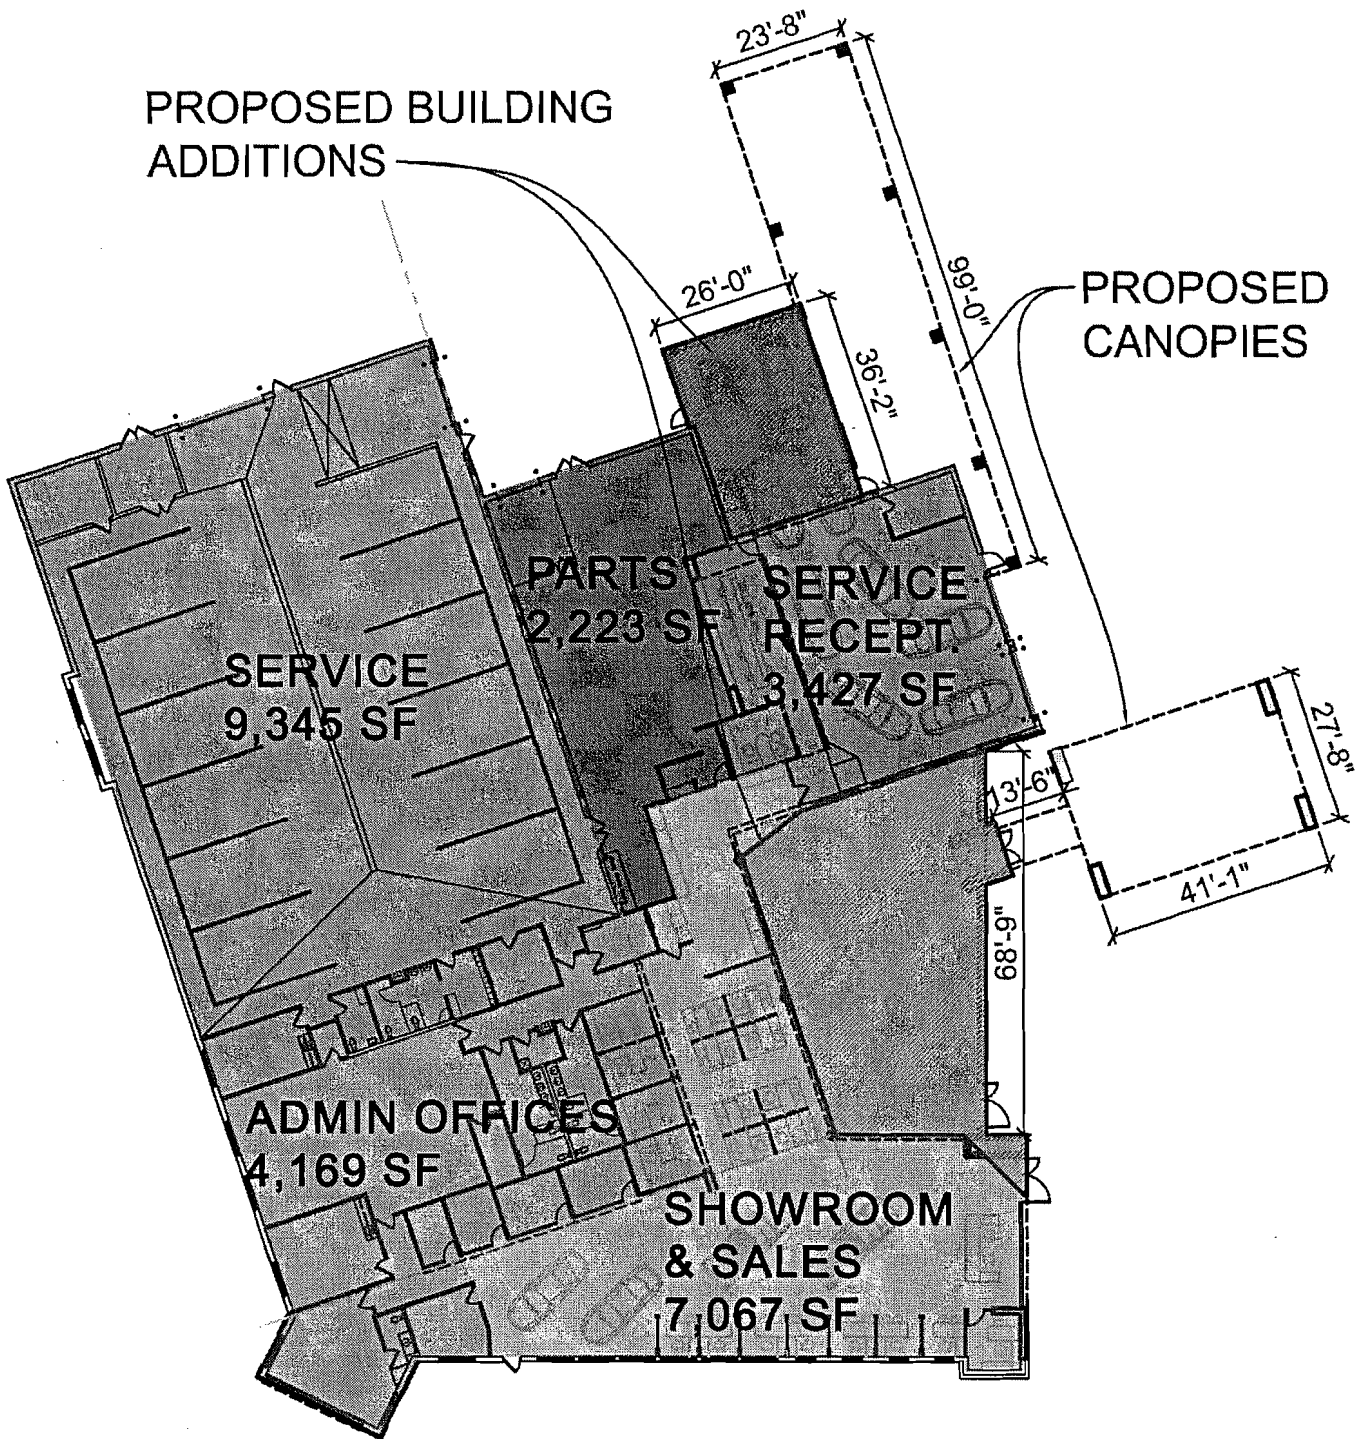 23'-8"
PROPOSED BUILDING
ADDITIONS
26'-0"
99'-0"
PROPOSED
CANOPIES
36'-2"
PARTS
2,223 SF
SERVICE
RECEPT.
3,427 SF
SERVICE
9,345 SF
27'-8"
13'-6"
41'-1"
68'-9"
ADMIN OFFICES
4,169 SF
SHOWROOM
& SALES
7,067 SF